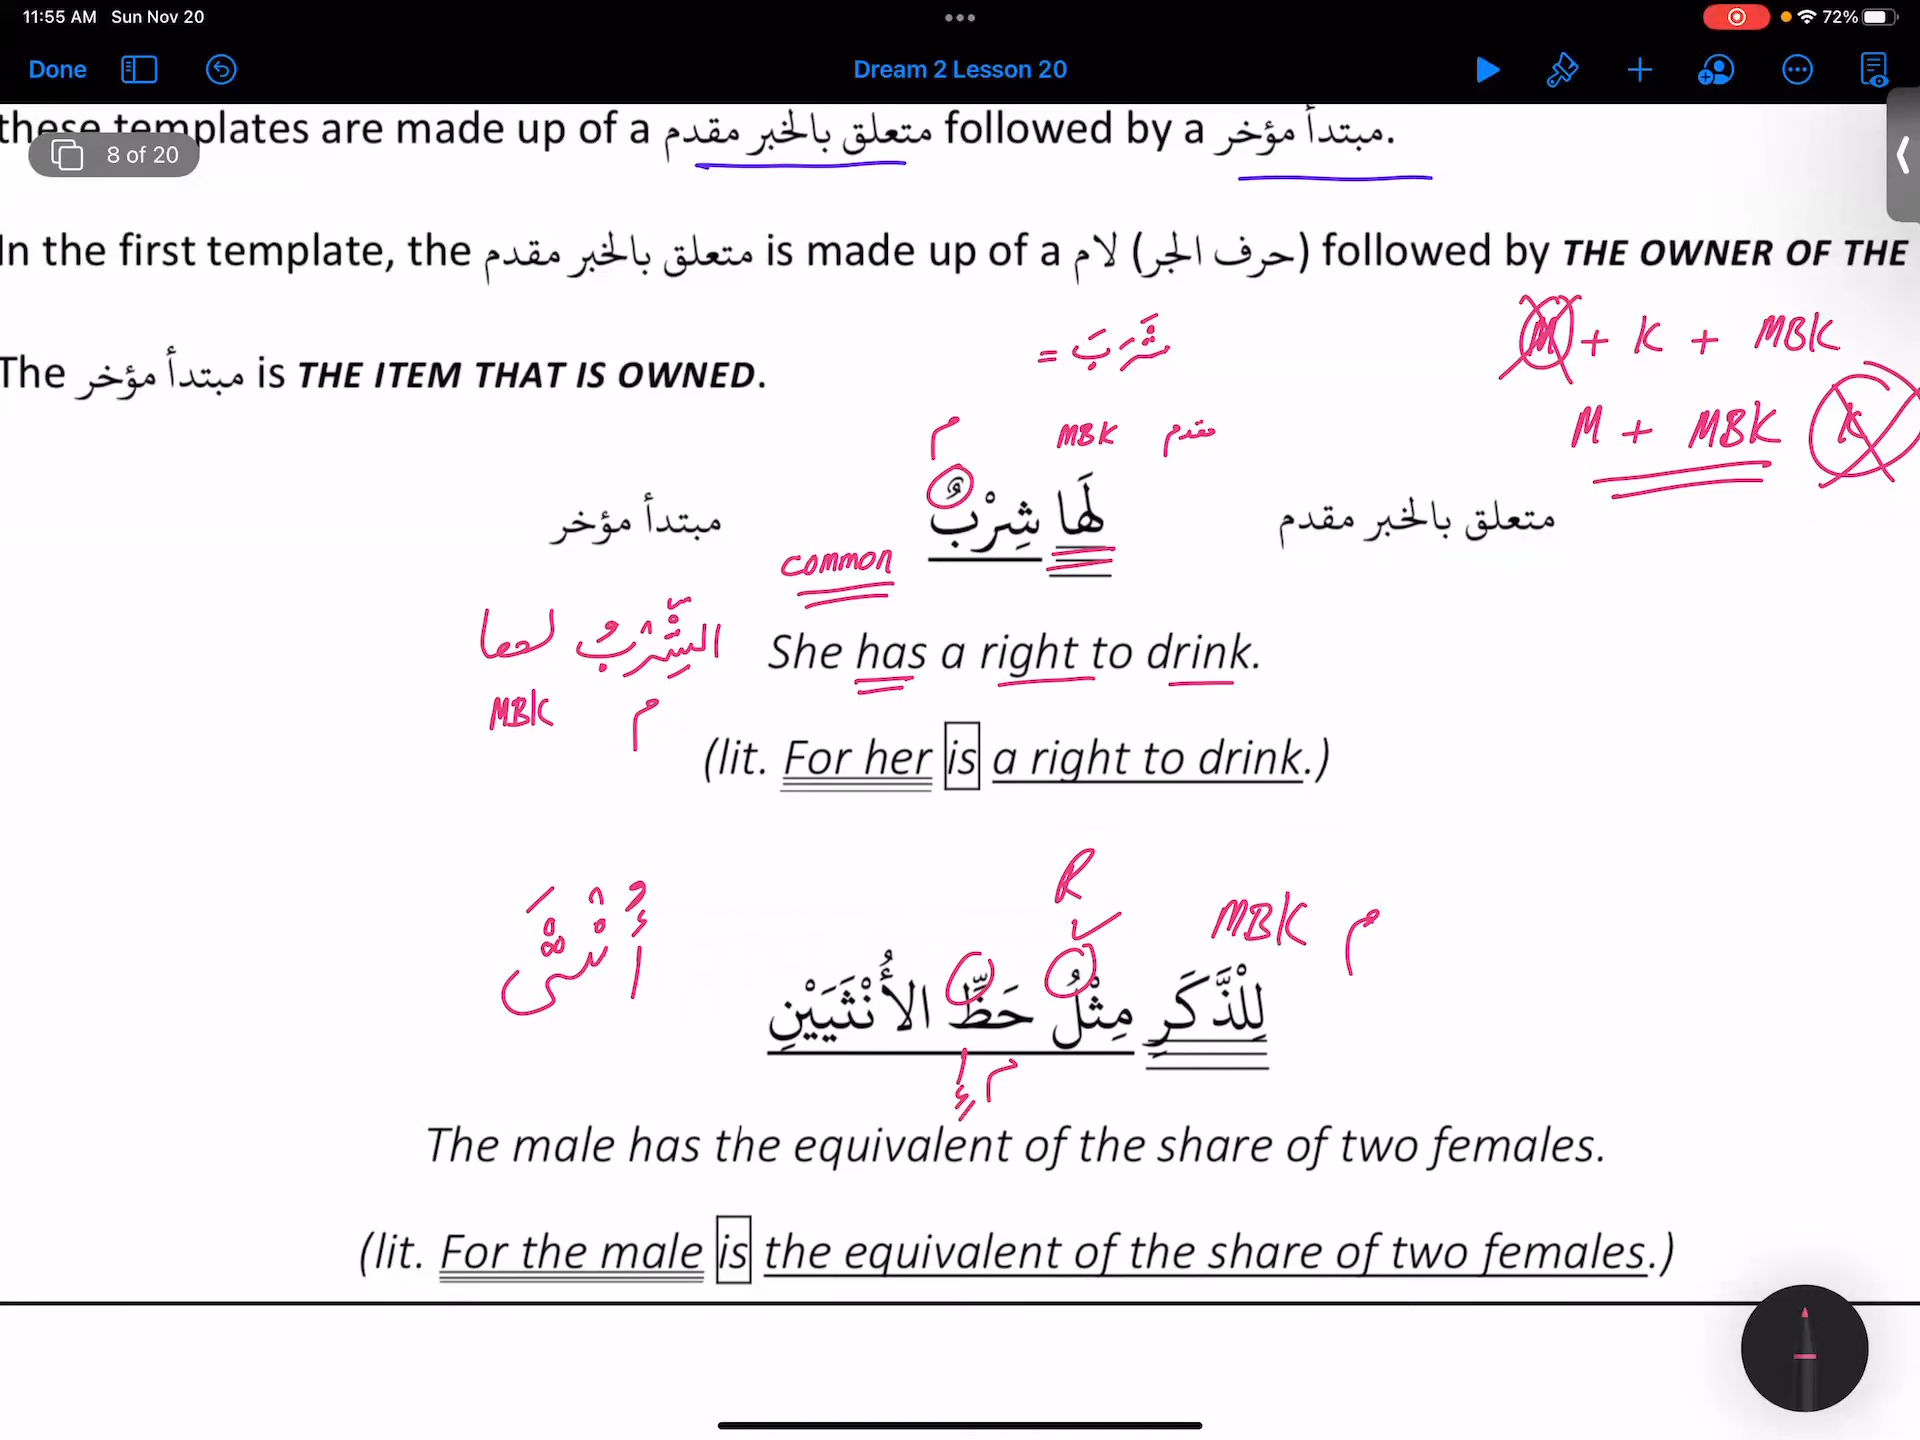 11:55 AM Sun Nov 20
72%
Done
Dream 2 Lesson 20
these templates are made up of a متعلق بالخبر مقدم followed by a مبتدأ مؤخر.
8 of 20
In the first template, the متعلق بالخبر مقدم is made up of a لام (حرف الجر) followed by THE OWNER OF THE
M + K + MBK
= شَرَبَ
The مبتدأ مؤخر is THE ITEM THAT IS OWNED.
M + MBK K
م MBK مقدم
مبتدأ مؤخر لَهَا شِرْبٌ متعلق بالخبر مقدم
common
الشِّرْبُ لها
She has a right to drink.
MBK م
(lit. For her is a right to drink.)
R
أُنْثَى
MBK م
لِلْذَّكَرِ مِثْلُ حَظِّ الأُنْثَيَيْنِ
م إ
The male has the equivalent of the share of two females.
(lit. For the male is the equivalent of the share of two females.)